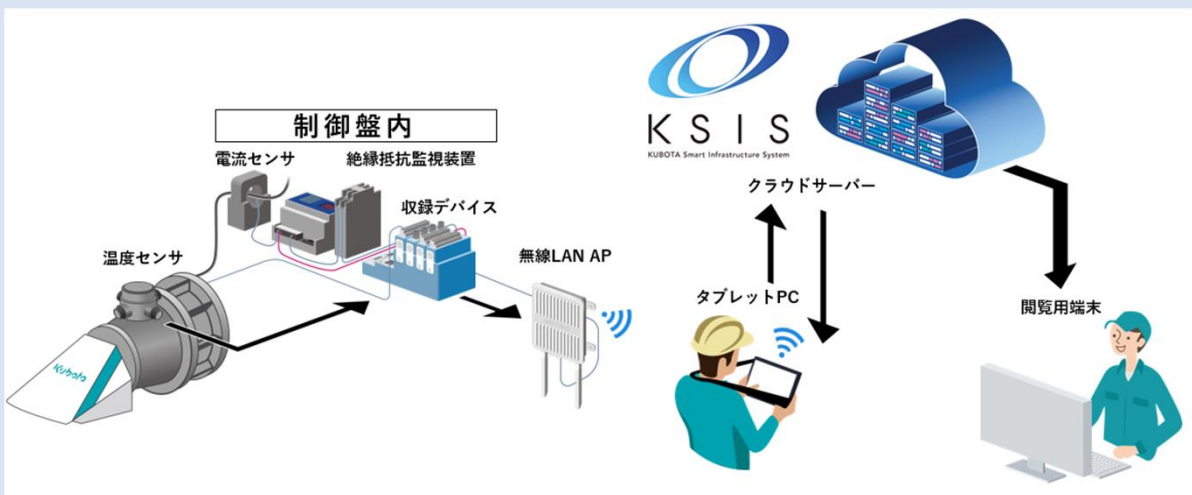 制御盤内
電流センサ
絶縁抵抗監視装置
収録デバイス
温度センサ
無線LAN AP
Kubota
KSIS
KUBOTA Smart Infrastructure System
クラウドサーバー
タブレットPC
閲覧用端末